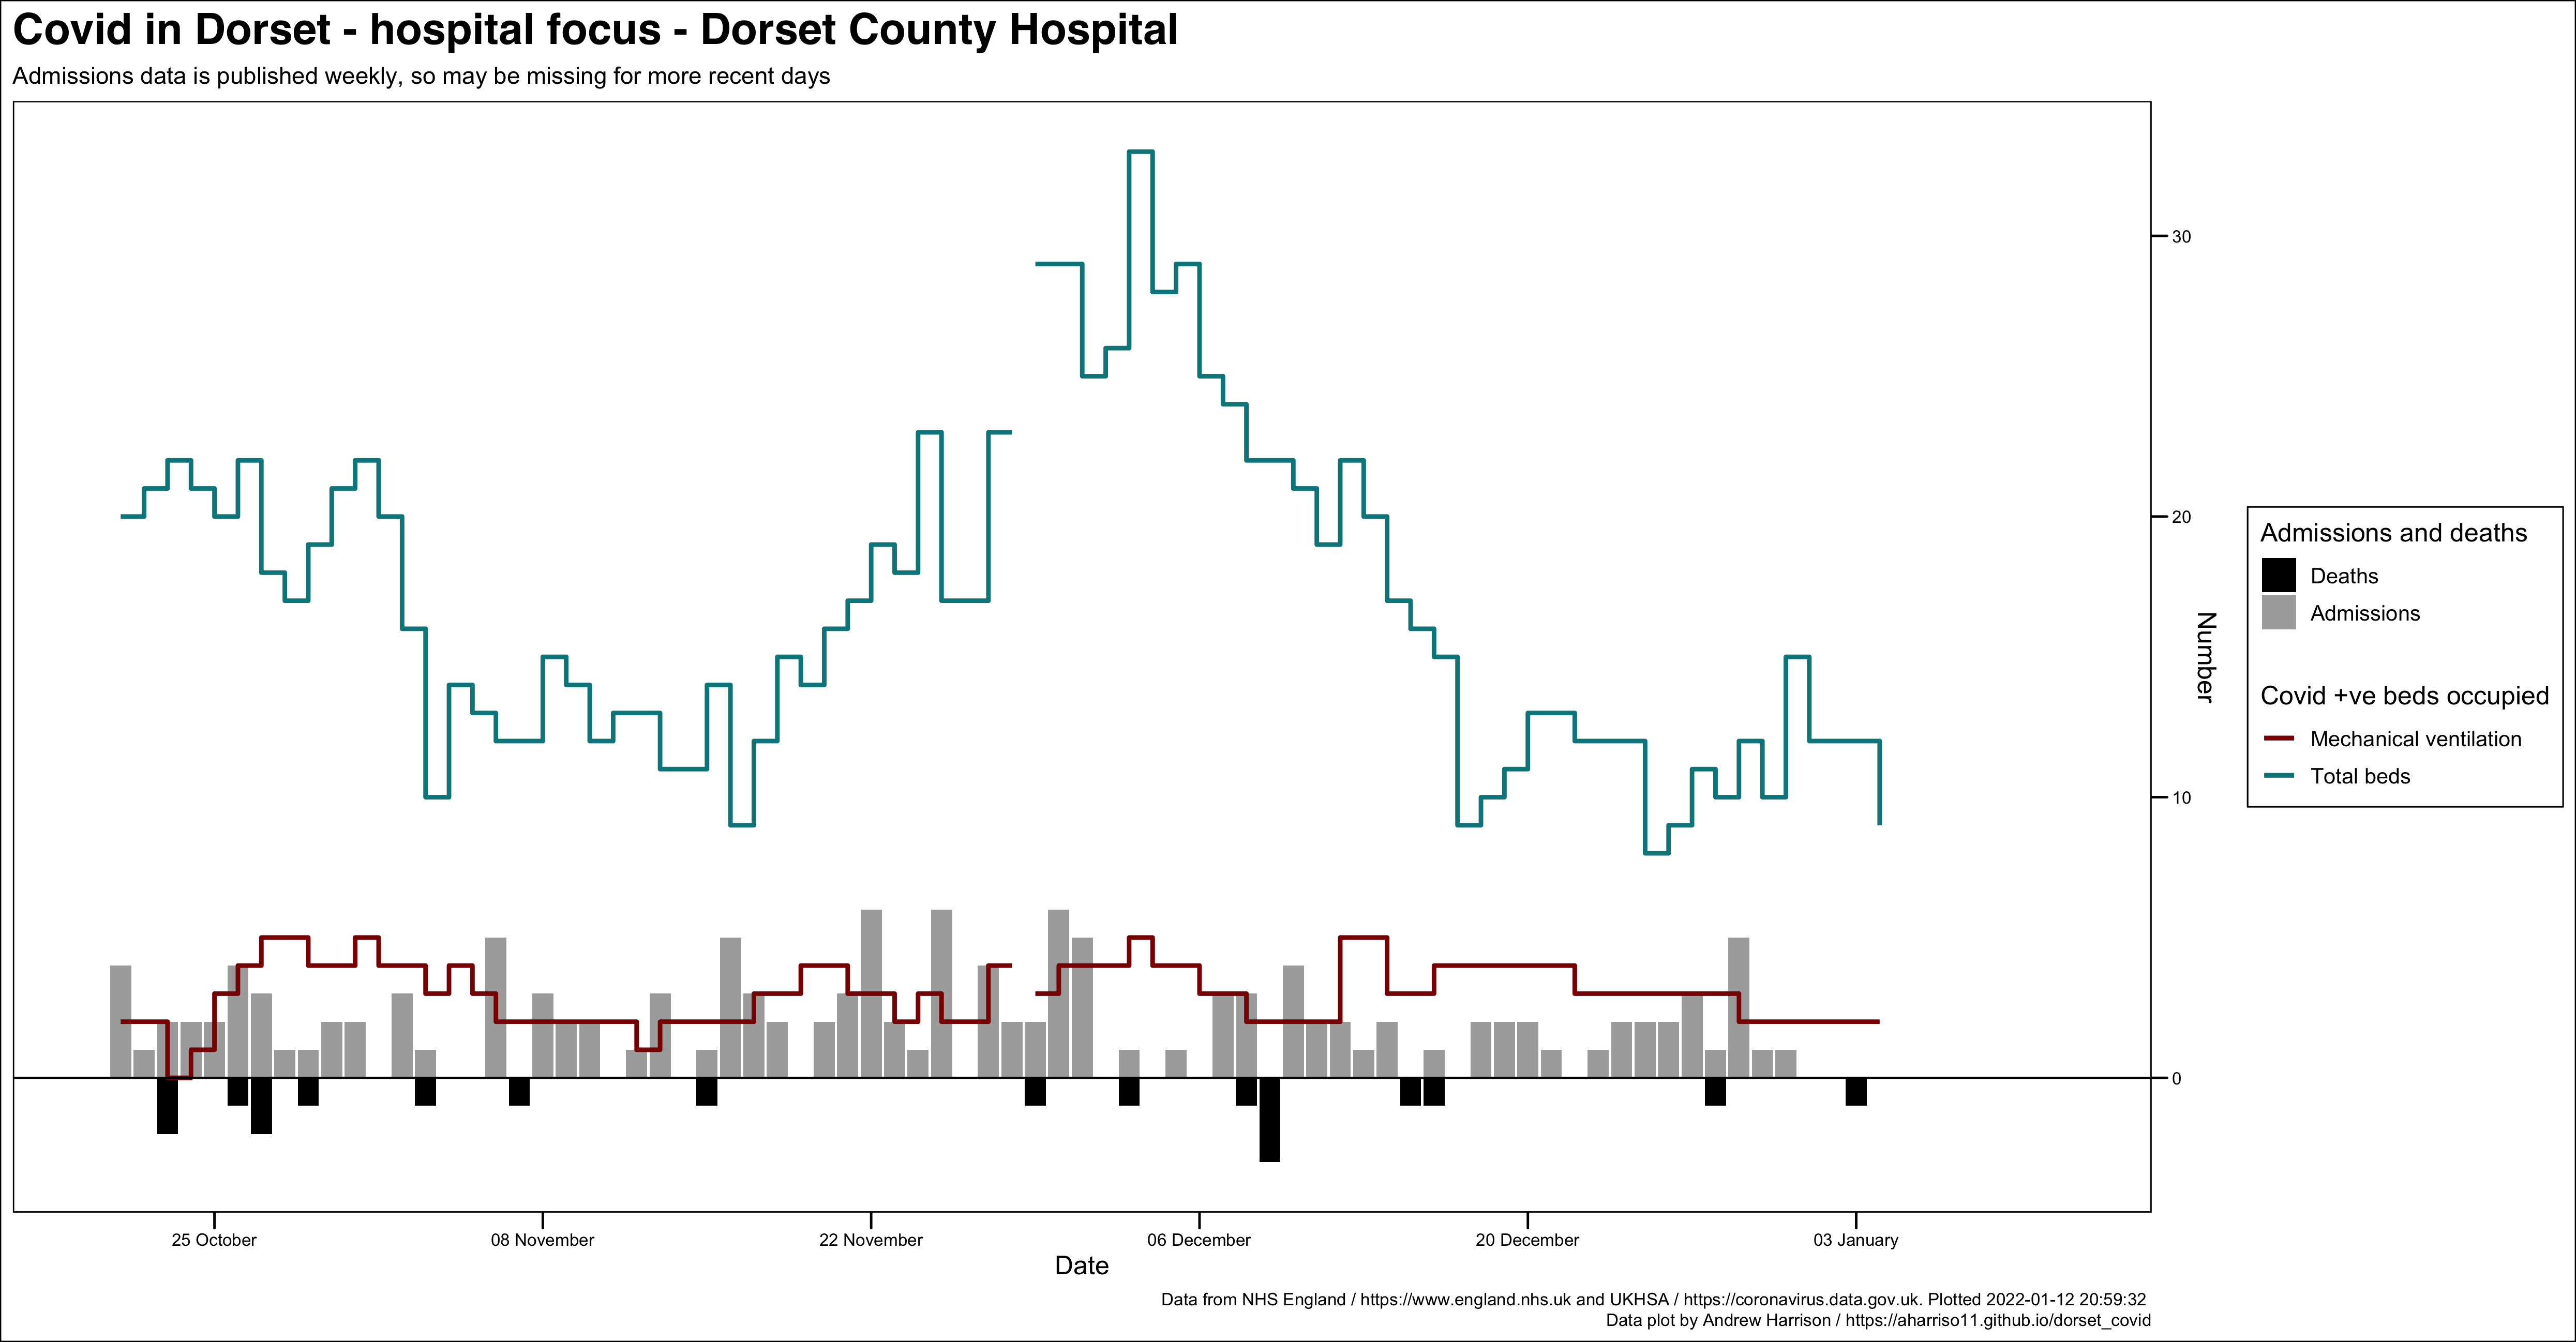 Covid in Dorset - hospital focus - Dorset County Hospital
Admissions data is published weekly, so may be missing for more recent days
30
20
10
0
Number
Admissions and deaths
Deaths
Admissions
Covid +ve beds occupied
Mechanical ventilation
Total beds
25 October
08 November
22 November
06 December
20 December
03 January
Date
Data from NHS England / https://www.england.nhs.uk and UKHSA / https://coronavirus.data.gov.uk. Plotted 2022-01-12 20:59:32
Data plot by Andrew Harrison / https://aharriso11.github.io/dorset_covid